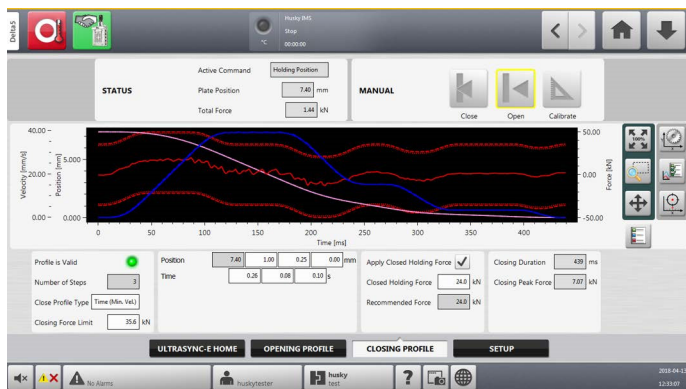 Delta5
Husky IMS
Stop
°C 00:00:00
STATUS
Active Command Holding Position
Plate Position 7.40 mm
Total Force 1.44 kN
MANUAL
Close Open Calibrate
Velocity [mm/s]
40.00
20.00
0.00
Position [mm]
5.000
0.000
Force [kN]
50.00
0.00
-50.00
0 50 100 150 200 250 300 350 400
Time [ms]
100%
Profile is Valid
Number of Steps 3
Close Profile Type Time (Min. Vel.)
Closing Force Limit 35.6 kN
Position 7.40 1.00 0.25 0.00 mm
Time 0.26 0.08 0.10 s
Apply Closed Holding Force
Closed Holding Force 24.0 kN
Recommended Force 24.0 kN
Closing Duration 439 ms
Closing Peak Force 7.07 kN
ULTRASYNC-E HOME OPENING PROFILE CLOSING PROFILE SETUP
No Alarms
huskytester
husky
test
?
2018-04-13
12:33:07